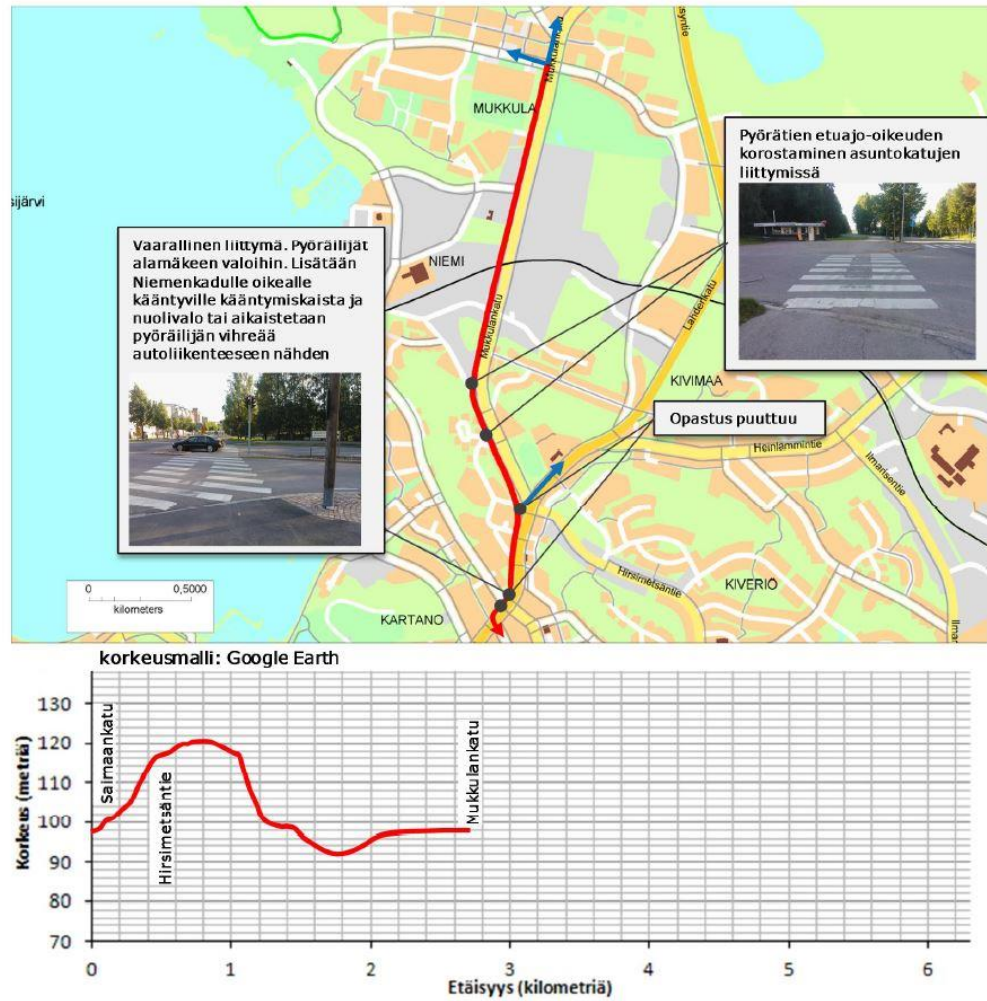 syntie
Mukkulankatu
MUKKULA
Pyörätien etuajo-oikeuden
korostaminen asuntokatujen
liittymissä
sijärvi
Vaarallinen liittymä. Pyöräilijät
alamäkeen valoihin. Lisätään
Niemenkadulle oikealle
kääntyville kääntymiskaista ja
nuolivalo tai aikaistetaan
pyöräilijän vihreää
autoliikenteeseen nähden
NIEMI
Mukkulankatu
Lahdenkatu
KIVIMAA
Opastus puuttuu
Heinlammintie
Ilmarisentie
Hirsimetsäntie
KIVERIÖ
KARTANO
Ilmar
0 0,5000
kilometers
korkeusmalli: Google Earth
Korkeus (metriä)
130
120
110
100
90
80
70
Saimaankatu
Hirsimetsäntie
Mukkulankatu
0 1 2 3 4 5 6
Etäisyys (kilometriä)